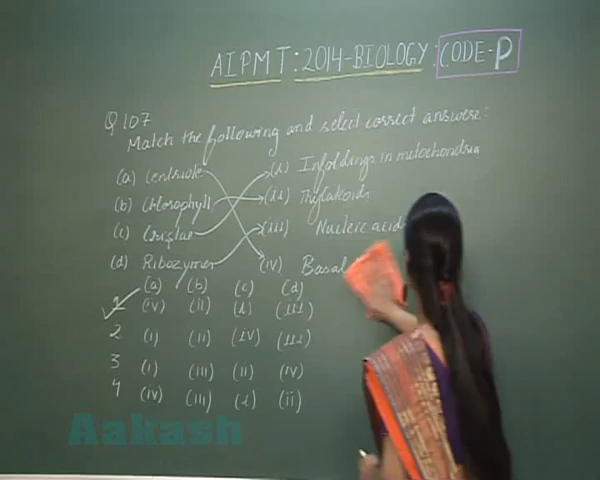 AIPMT : 2014 - BIOLOGY : CODE - P
Q 107
Match the following and select correct answer :
(a) Centriole (i) Infoldings in mitochondria
(b) Chlorophyll (ii) Thylakoids
(c) Cristae (iii) Nucleic acids
(d) Ribozymes (iv) Basal
(a) (b) (c) (d)
1 (iv) (ii) (i) (iii)
2 (i) (ii) (iv) (iii)
3 (i) (iii) (ii) (iv)
4 (iv) (iii) (i) (ii)
Aakash